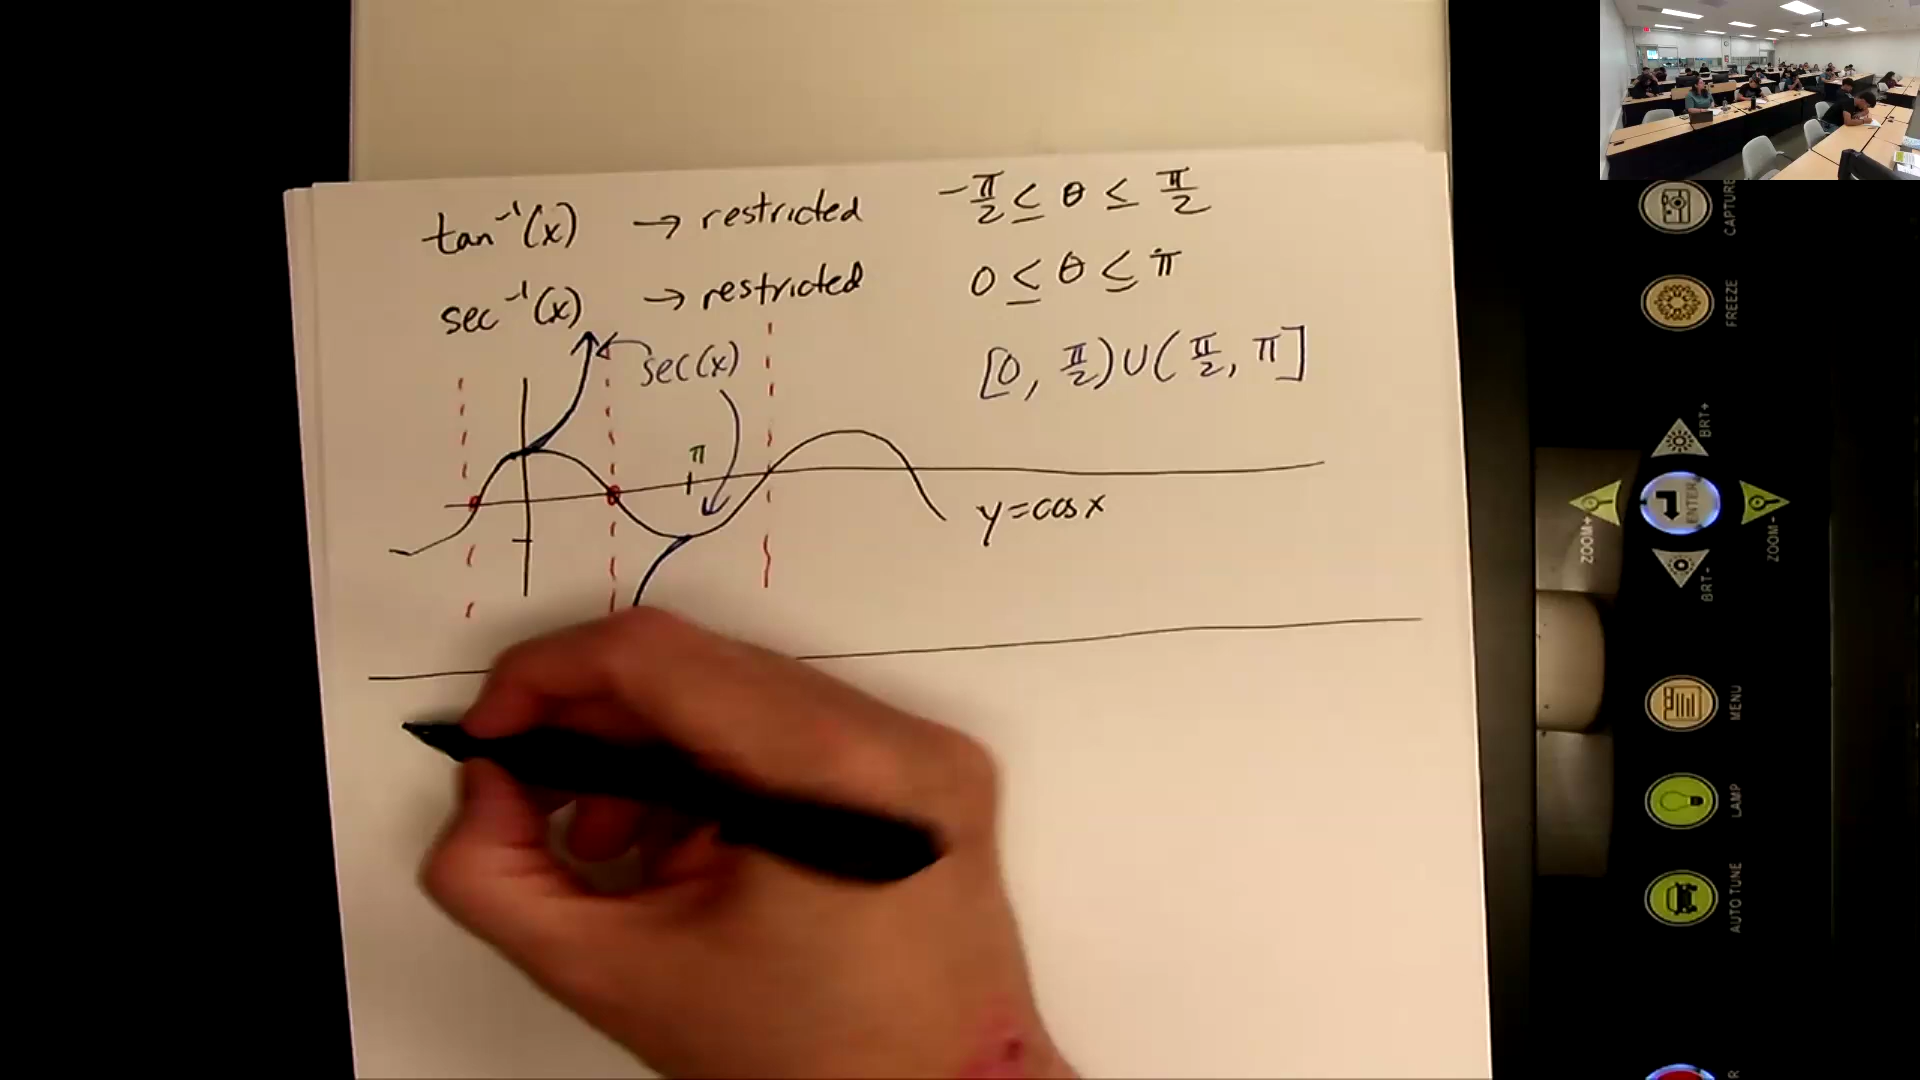 tan⁻¹(x) → restricted -π/2 ≤ θ ≤ π/2
sec⁻¹(x) → restricted 0 ≤ θ ≤ π
sec(x) [0, π/2)∪(π/2, π]
π
y=cos x
CAPTURE
FREEZE
BRT+
ZOOM+ ENTER ZOOM-
BRT-
MENU
LAMP
AUTO TUNE